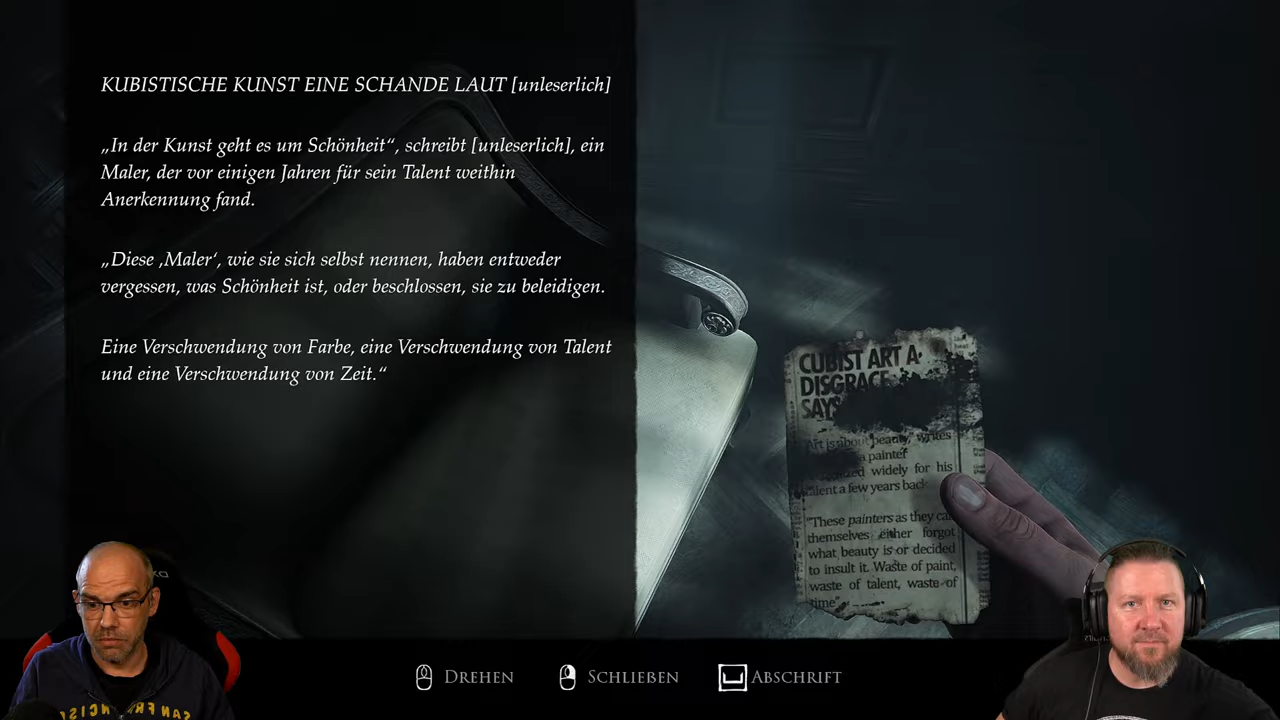 KUBISTISCHE KUNST EINE SCHANDE LAUT [unleserlich]
„In der Kunst geht es um Schönheit“, schreibt [unleserlich], ein
Maler, der vor einigen Jahren für sein Talent weithin
Anerkennung fand.
„Diese ‚Maler‘, wie sie sich selbst nennen, haben entweder
vergessen, was Schönheit ist, oder beschlossen, sie zu beleidigen.
Eine Verschwendung von Farbe, eine Verschwendung von Talent
und eine Verschwendung von Zeit.“
CUBIST ART A
DISGRACE
SAYS
Art is about beauty," writes
a painter
widely for his
talent a few years back
"These painters as they call
themselves either forgot
what beauty is or decided
to insult it. Waste of paint,
waste of talent, waste of
time"
SAN FRANCISC
DREHEN
SCHLIEẞEN
ABSCHRIFT